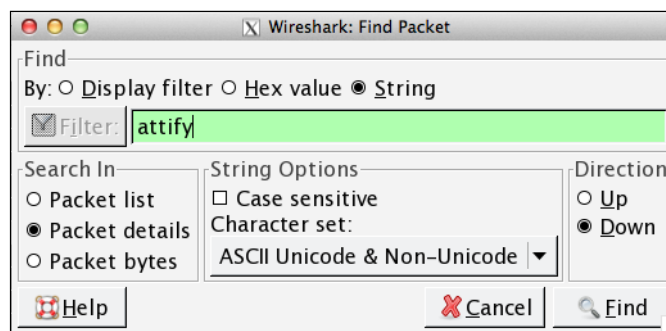 Wireshark: Find Packet
Find
By: Display filter Hex value String
Filter: attify
Search In
Packet list
Packet details
Packet bytes
String Options
Case sensitive
Character set:
ASCII Unicode & Non-Unicode
Direction
Up
Down
Help Cancel Find